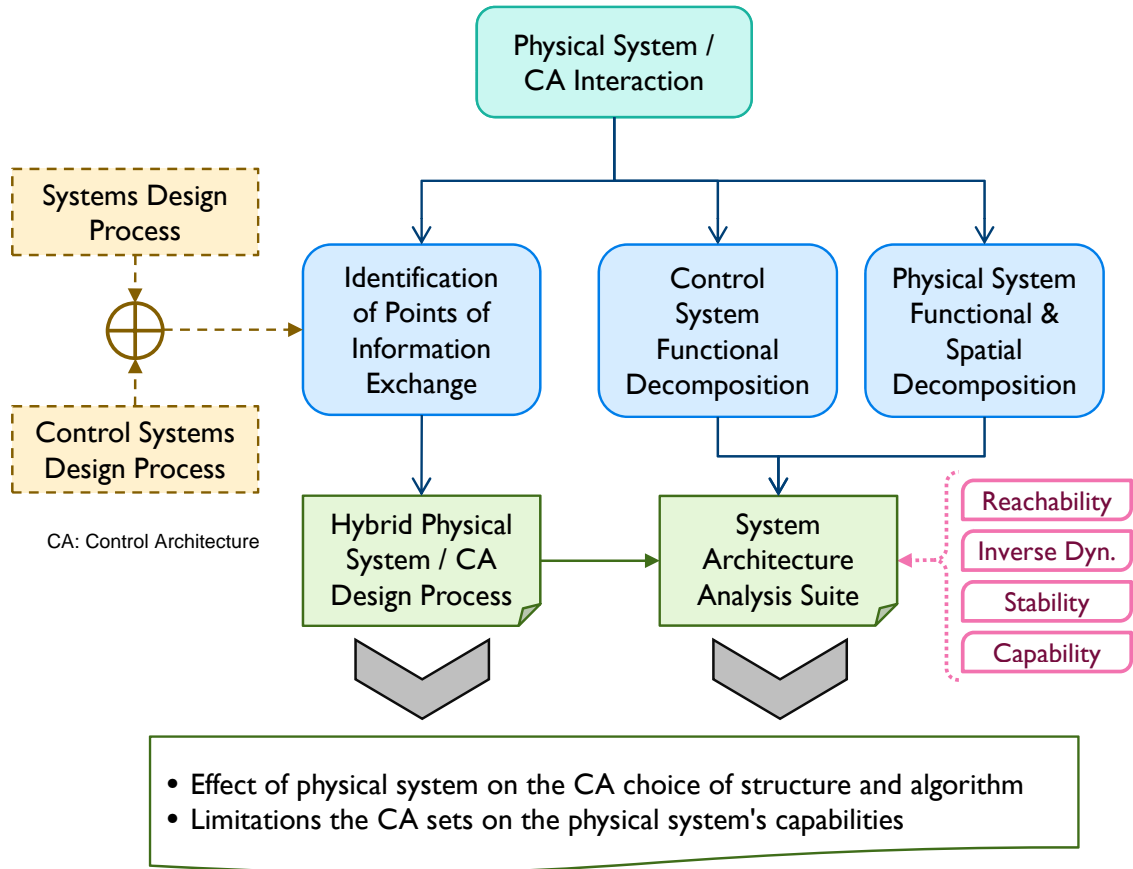 Physical System /
CA Interaction
Systems Design
Process
Identification
of Points of
Information
Exchange
Control
System
Functional
Decomposition
Physical System
Functional &
Spatial
Decomposition
Control Systems
Design Process
CA: Control Architecture
Hybrid Physical
System / CA
Design Process
System
Architecture
Analysis Suite
Reachability
Inverse Dyn.
Stability
Capability
• Effect of physical system on the CA choice of structure and algorithm
• Limitations the CA sets on the physical system's capabilities